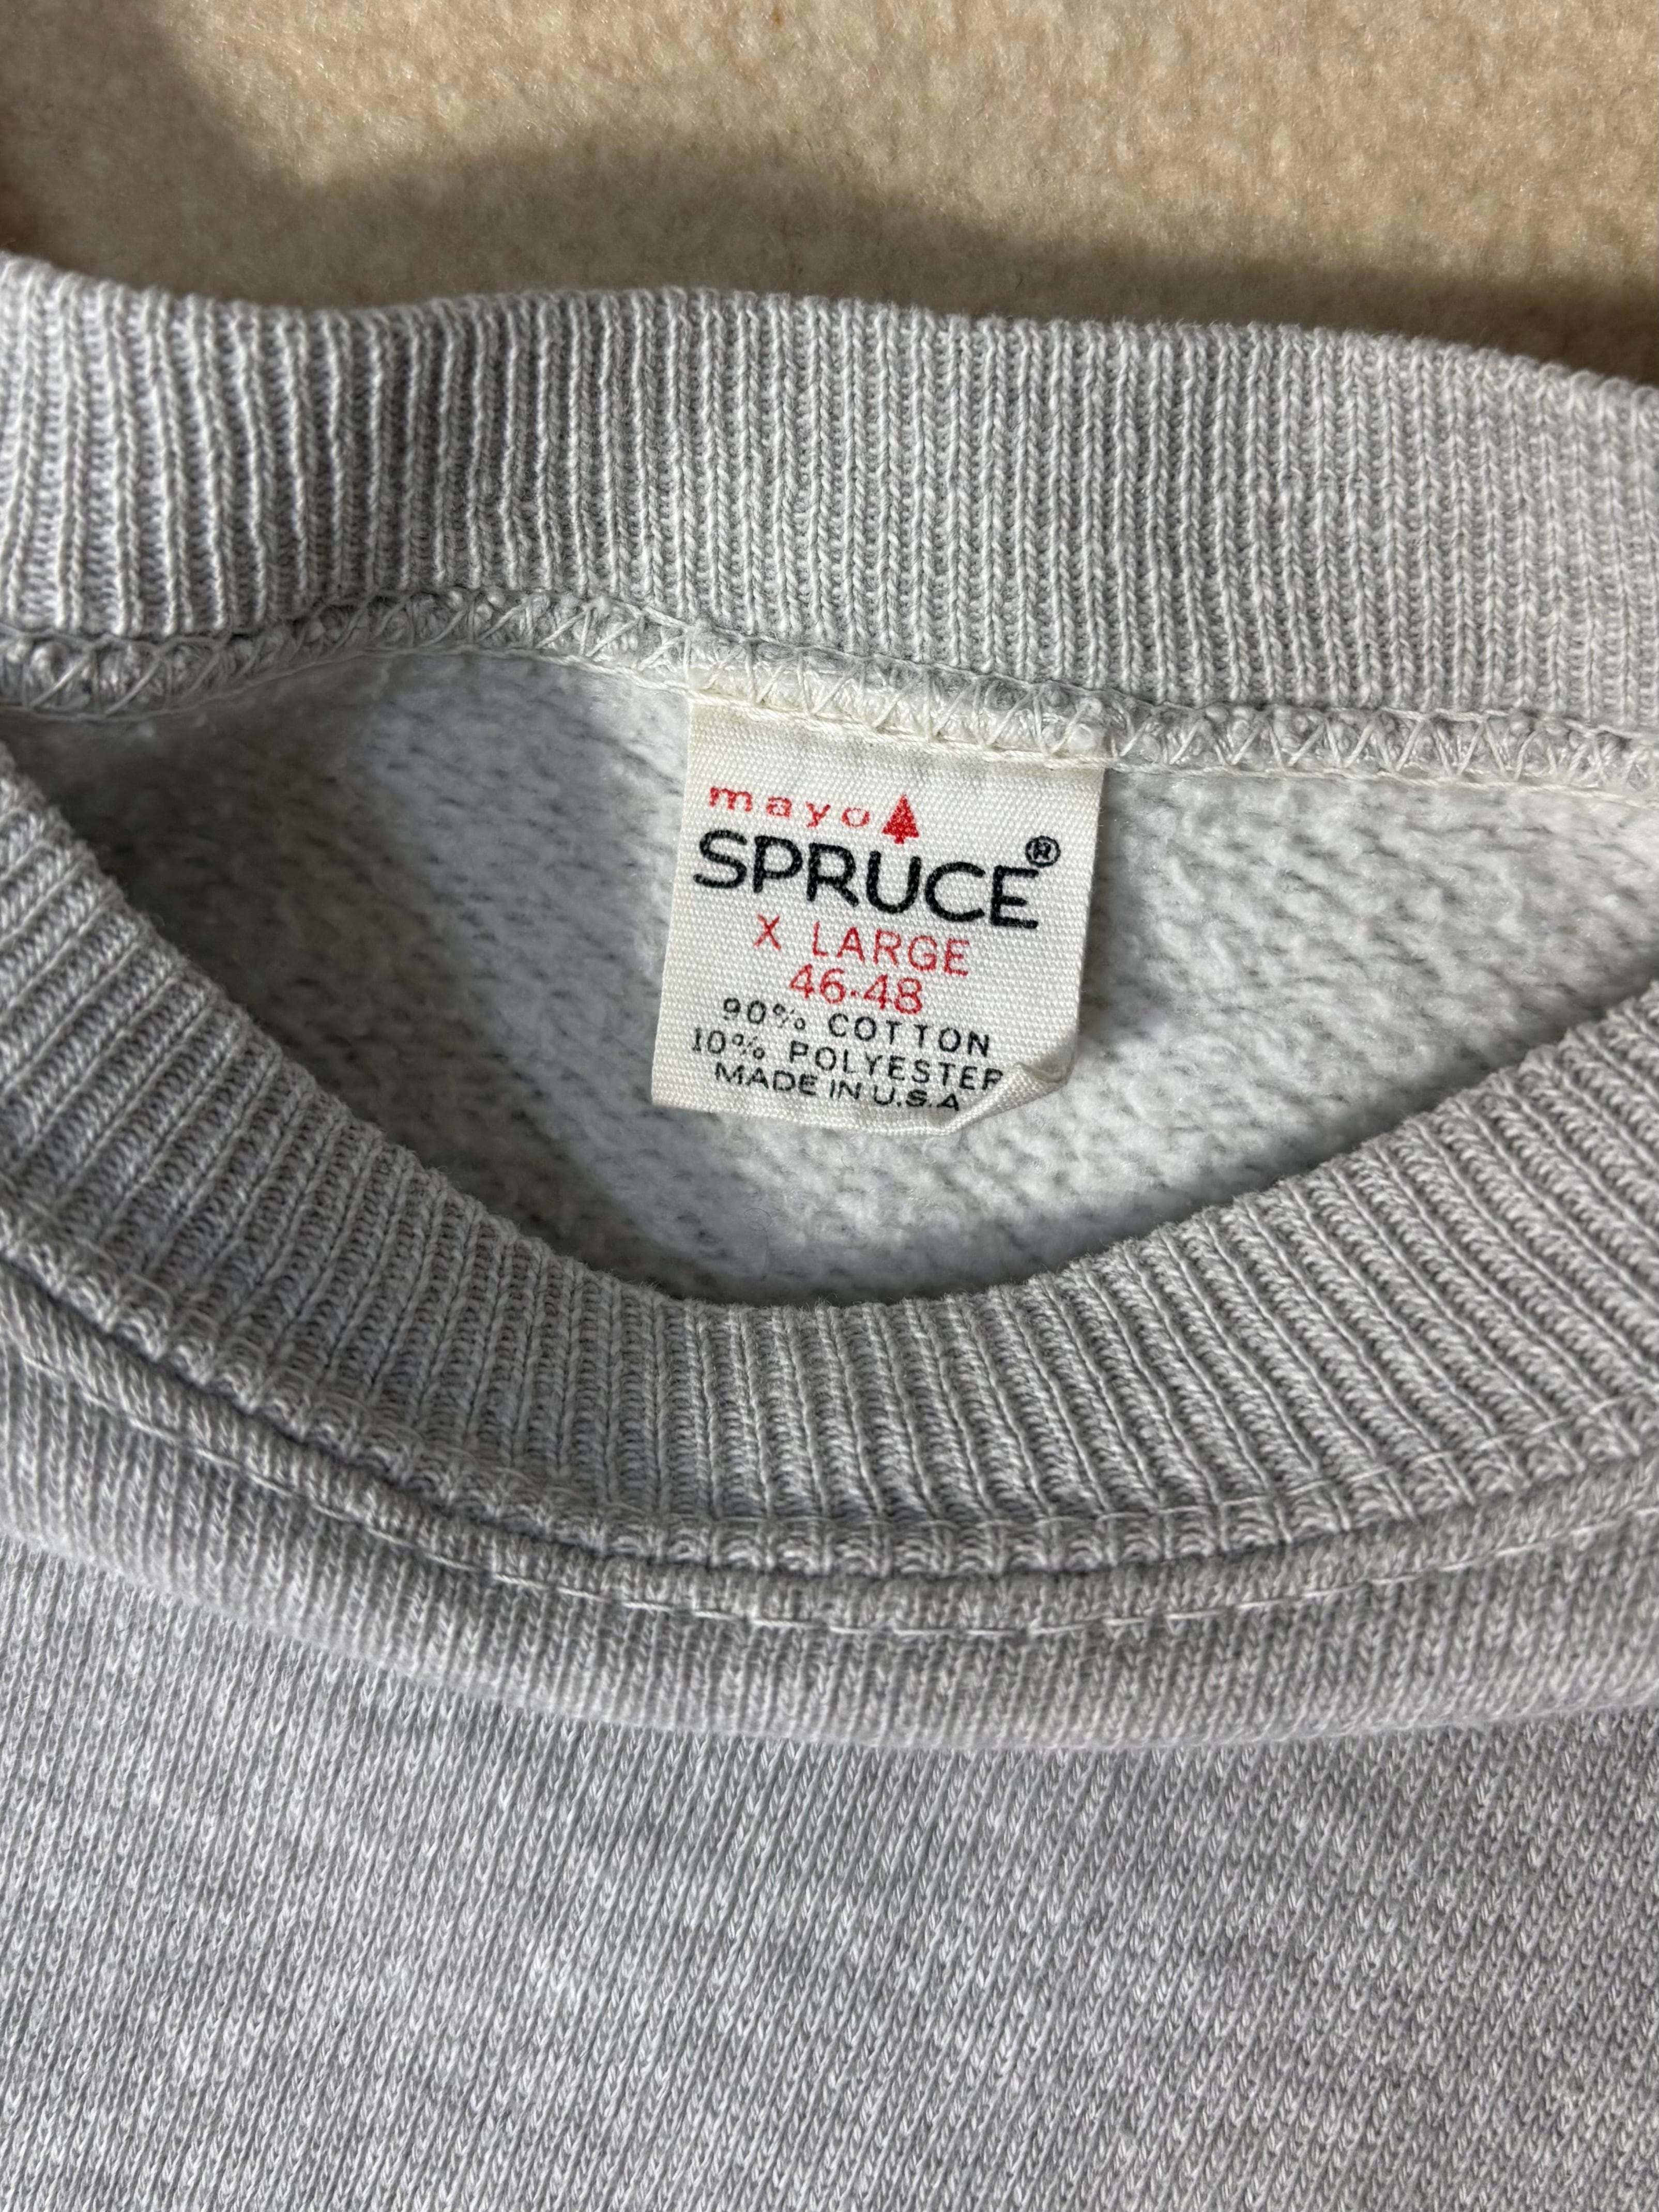 mayo
SPRUCE®
X LARGE
46-48
90% COTTON
10% POLYESTER
MADE IN U.S.A